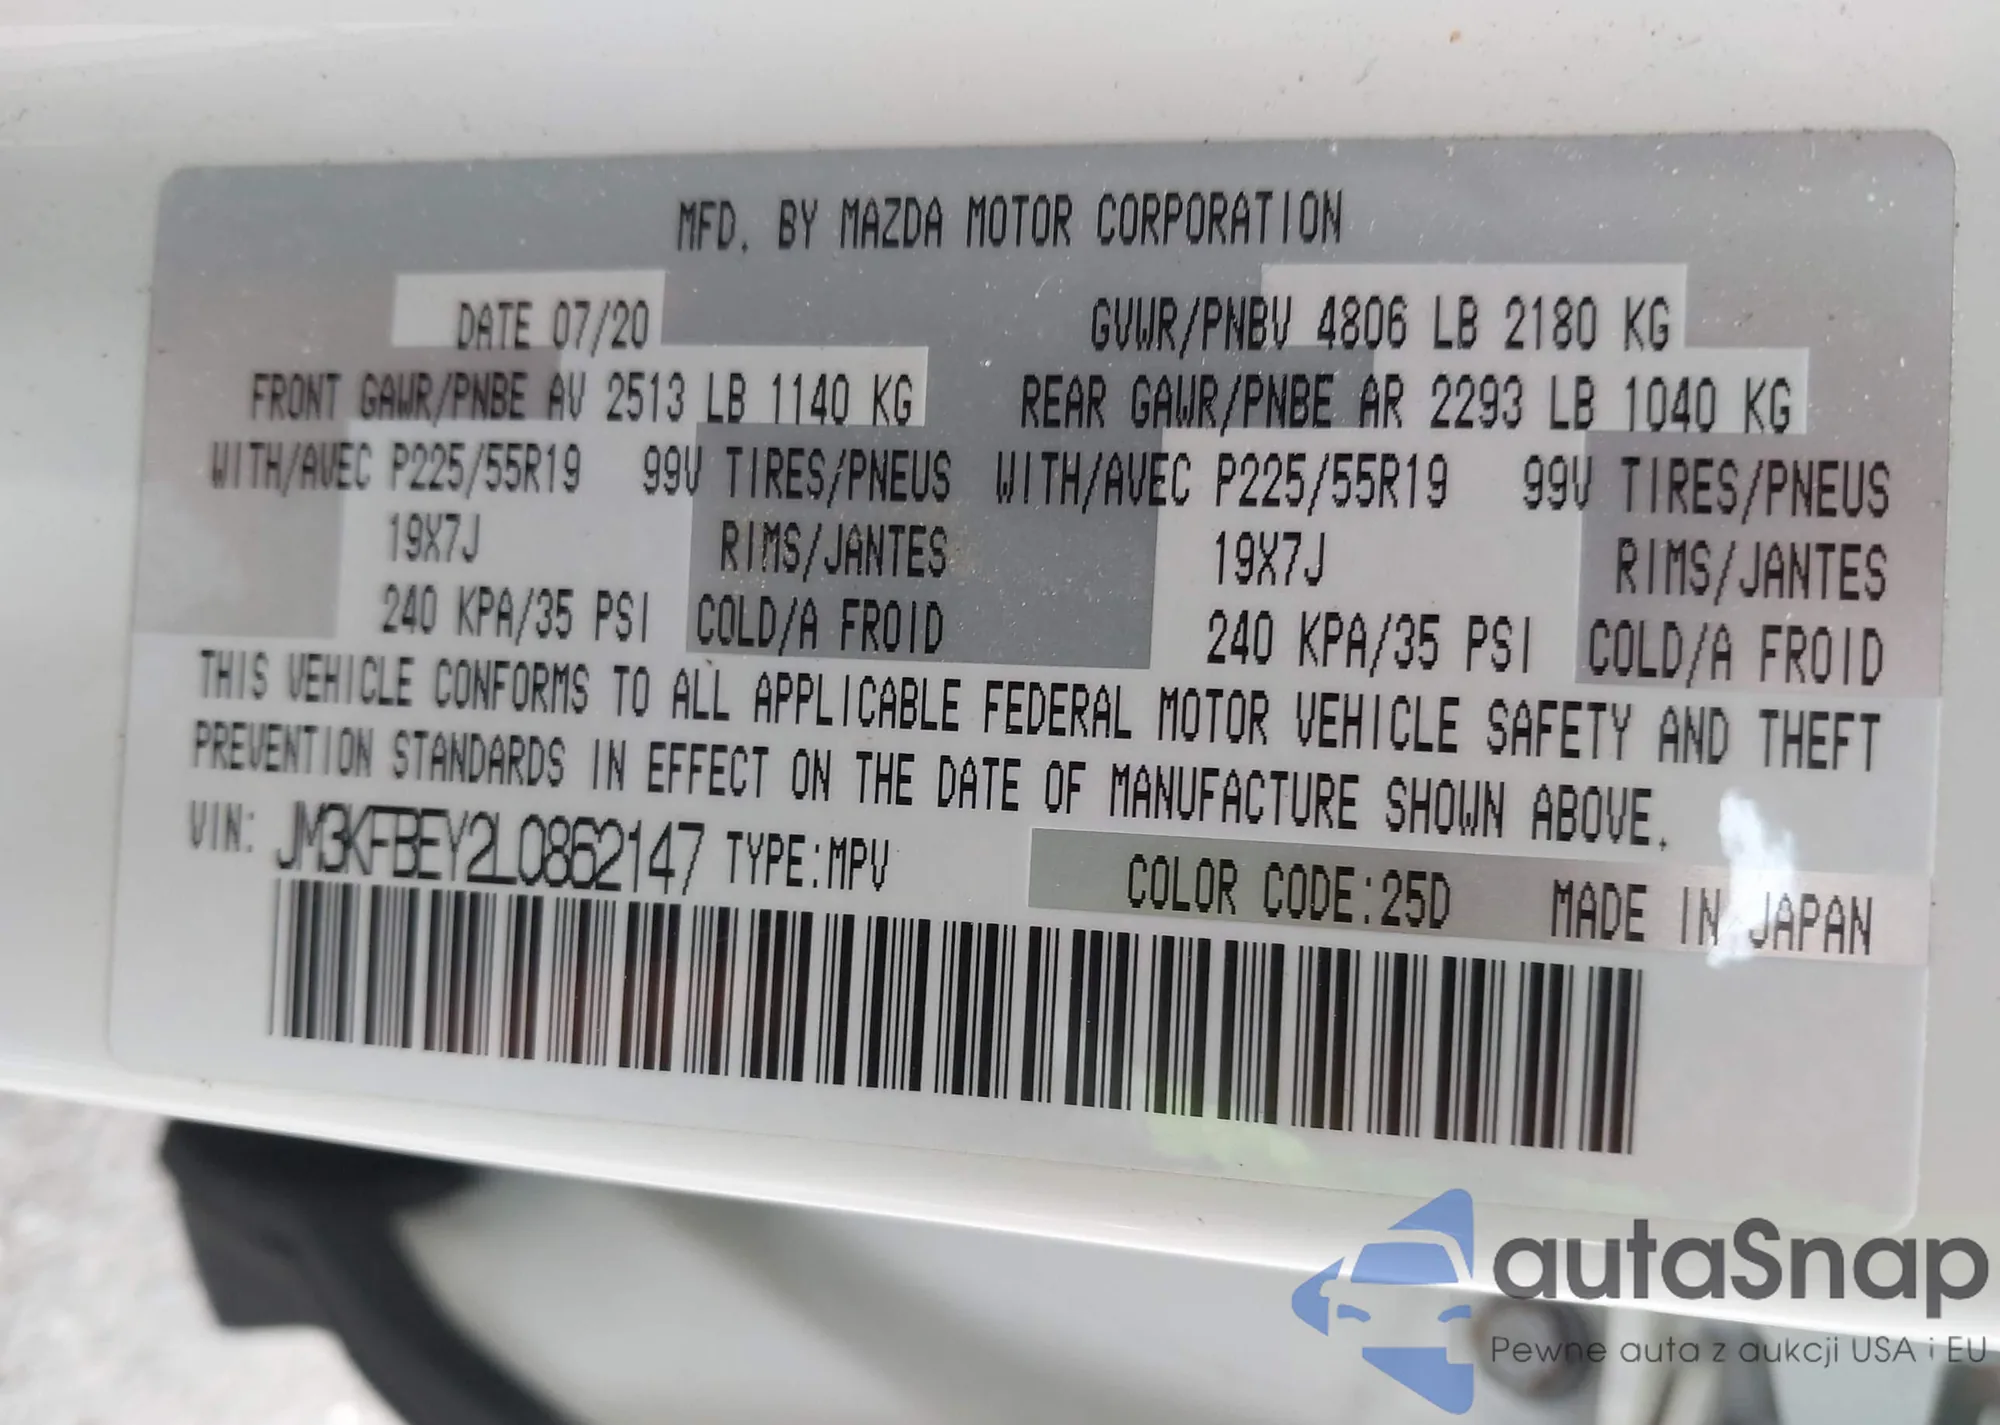 MFD. BY MAZDA MOTOR CORPORATION
DATE 07/20 GVWR/PNBV 4806 LB 2180 KG
FRONT GAWR/PNBE AV 2513 LB 1140 KG REAR GAWR/PNBE AR 2293 LB 1040 KG
WITH/AVEC P225/55R19 99V TIRES/PNEUS WITH/AVEC P225/55R19 99V TIRES/PNEUS
19X7J RIMS/JANTES 19X7J RIMS/JANTES
240 KPA/35 PSI COLD/A FROID 240 KPA/35 PSI COLD/A FROID
THIS VEHICLE CONFORMS TO ALL APPLICABLE FEDERAL MOTOR VEHICLE SAFETY AND THEFT
PREVENTION STANDARDS IN EFFECT ON THE DATE OF MANUFACTURE SHOWN ABOVE.
VIN: JM3KFBEY2L0862147 TYPE:MPV COLOR CODE:25D MADE IN JAPAN
autaSnap
Pewne auta z aukcji USA i EU